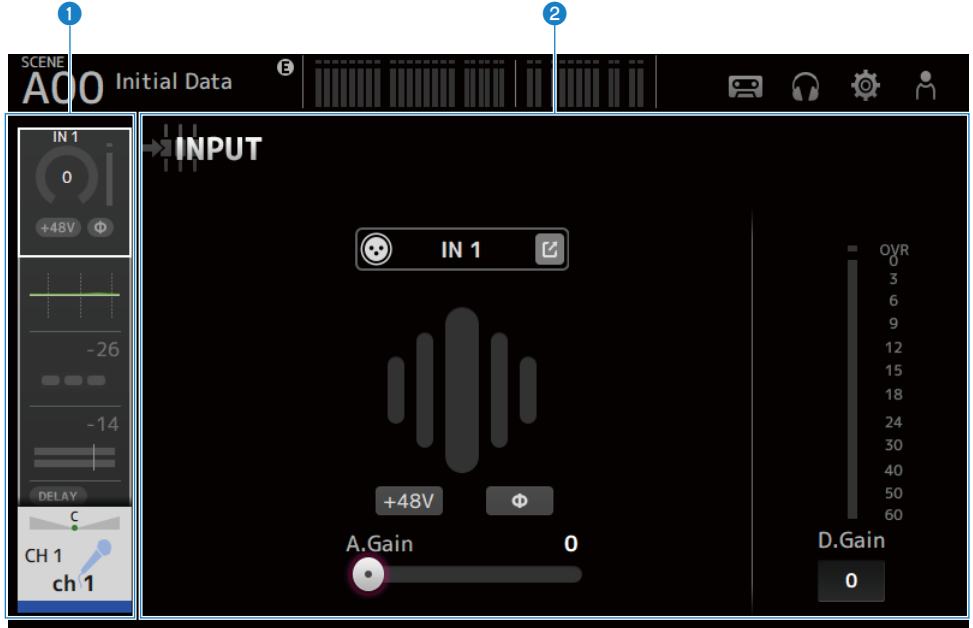 1 2
SCENE
A00 Initial Data E
IN 1
0
+48V Φ
-26
-14
DELAY
C
CH 1
ch 1
INPUT
IN 1
+48V Φ
A.Gain 0
OVR
0
3
6
9
12
15
18
24
30
40
50
60
D.Gain
0